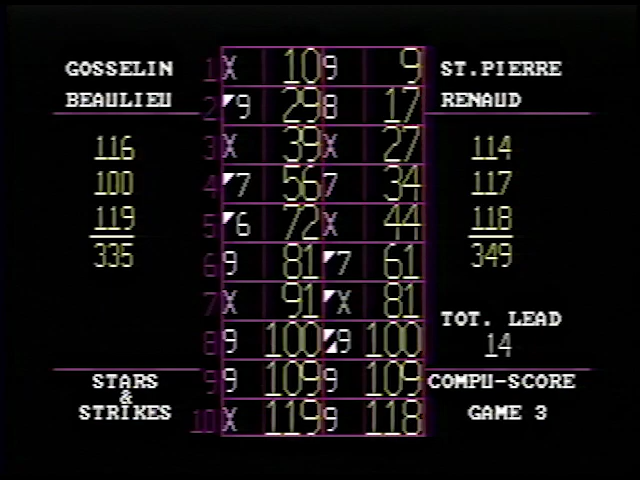 GOSSELIN 1 X 10 9 9 ST.PIERRE
BEAULIEU 2 9 29 8 17 RENAUD
116 3 X 39 X 27 114
100 4 7 56 7 34 117
119 5 6 72 X 44 118
335 6 9 81 7 61 349
7 X 91 X 81
TOT. LEAD
8 9 100 9 100 14
STARS 9 9 109 9 109 COMPU-SCORE
&
STRIKES 10 X 119 9 118 GAME 3